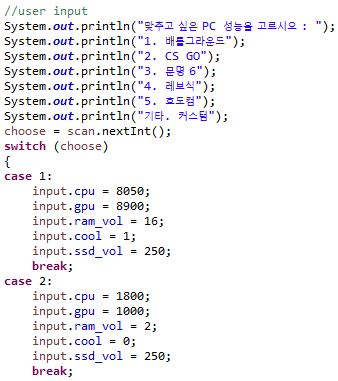 //user input
System.out.println("맞추고 싶은 PC 성능을 고르시오 : ");
System.out.println("1. 배틀그라운드");
System.out.println("2. CS GO");
System.out.println("3. 문명 6");
System.out.println("4. 레보식");
System.out.println("5. 효도컴");
System.out.println("기타. 커스텀");
choose = scan.nextInt();
switch (choose)
{
case 1:
    input.cpu = 8050;
    input.gpu = 8900;
    input.ram_vol = 16;
    input.cool = 1;
    input.ssd_vol = 250;
    break;
case 2:
    input.cpu = 1800;
    input.gpu = 1000;
    input.ram_vol = 2;
    input.cool = 0;
    input.ssd_vol = 250;
    break;